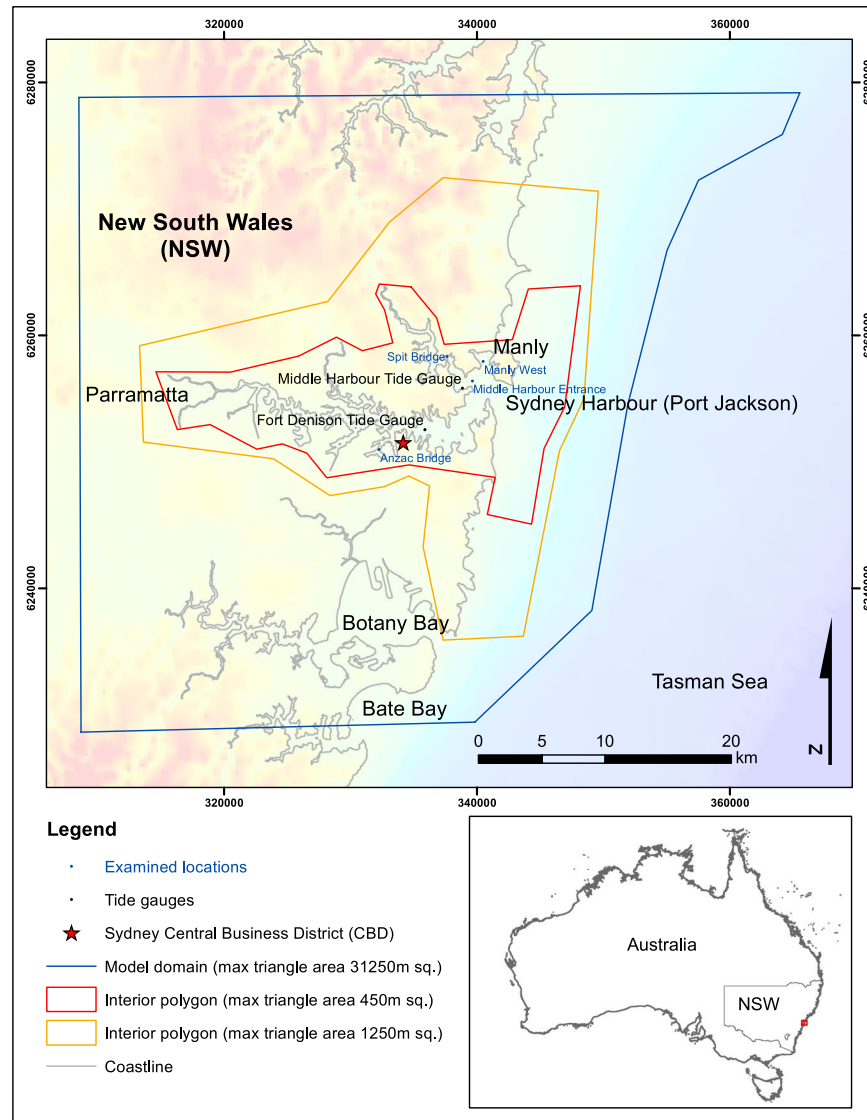 320000
340000
360000
6280000
6280000
New South Wales
(NSW)
6260000
6260000
Manly
Spit Bridge
Manly West
Middle Harbour Tide Gauge
Middle Harbour Entrance
Parramatta
Sydney Harbour (Port Jackson)
Fort Denison Tide Gauge
Anzac Bridge
6240000
6240000
Botany Bay
Tasman Sea
Bate Bay
0
5
10
20
km
N
320000
340000
360000
Legend
Examined locations
Tide gauges
Sydney Central Business District (CBD)
Model domain (max triangle area 31250m sq.)
Interior polygon (max triangle area 450m sq.)
Interior polygon (max triangle area 1250m sq.)
Coastline
Australia
NSW